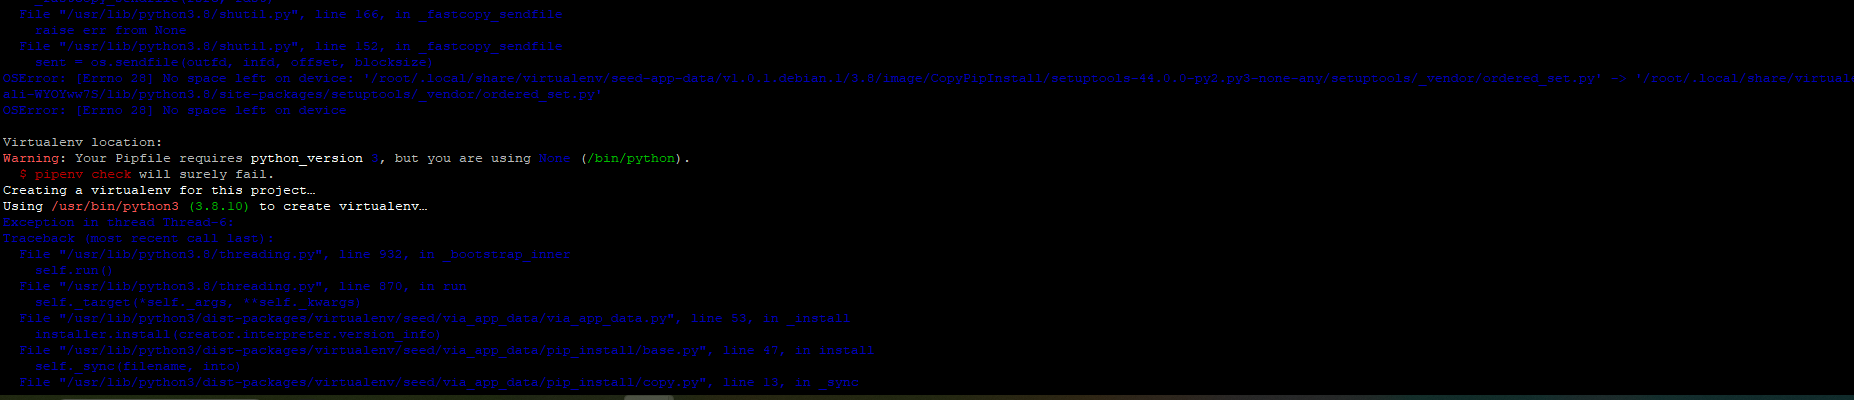 File "/usr/lib/python3.8/shutil.py", line 166, in _fastcopy_sendfile
raise err from None
File "/usr/lib/python3.8/shutil.py", line 152, in _fastcopy_sendfile
sent = os.sendfile(outfd, infd, offset, blocksize)
OSError: [Errno 28] No space left on device: '/root/.local/share/virtualenv/seed-app-data/v1.0.1.debian.1/3.8/image/CopyPipInstall/setuptools-44.0.0-py2.py3-none-any/setuptools/_vendor/ordered_set.py' -> '/root/.local/share/virtual
ali-NYOYww7S/lib/python3.8/site-packages/setuptools/_vendor/ordered_set.py'
OSError: [Errno 28] No space left on device
Virtualenv location:
Warning: Your Pipfile requires python_version 3, but you are using None (/bin/python).
$ pipenv check will surely fail.
Creating a virtualenv for this project…
Using /usr/bin/python3 (3.8.10) to create virtualenv…
Exception in thread Thread-6:
Traceback (most recent call last):
File "/usr/lib/python3.8/threading.py", line 932, in _bootstrap_inner
self.run()
File "/usr/lib/python3.8/threading.py", line 870, in run
self._target(*self._args, **self._kwargs)
File "/usr/lib/python3/dist-packages/virtualenv/seed/via_app_data/via_app_data.py", line 53, in _install
installer.install(creator.interpreter.version_info)
File "/usr/lib/python3/dist-packages/virtualenv/seed/via_app_data/pip_install/base.py", line 47, in install
self._sync(filename, into)
File "/usr/lib/python3/dist-packages/virtualenv/seed/via_app_data/pip_install/copy.py", line 13, in _sync